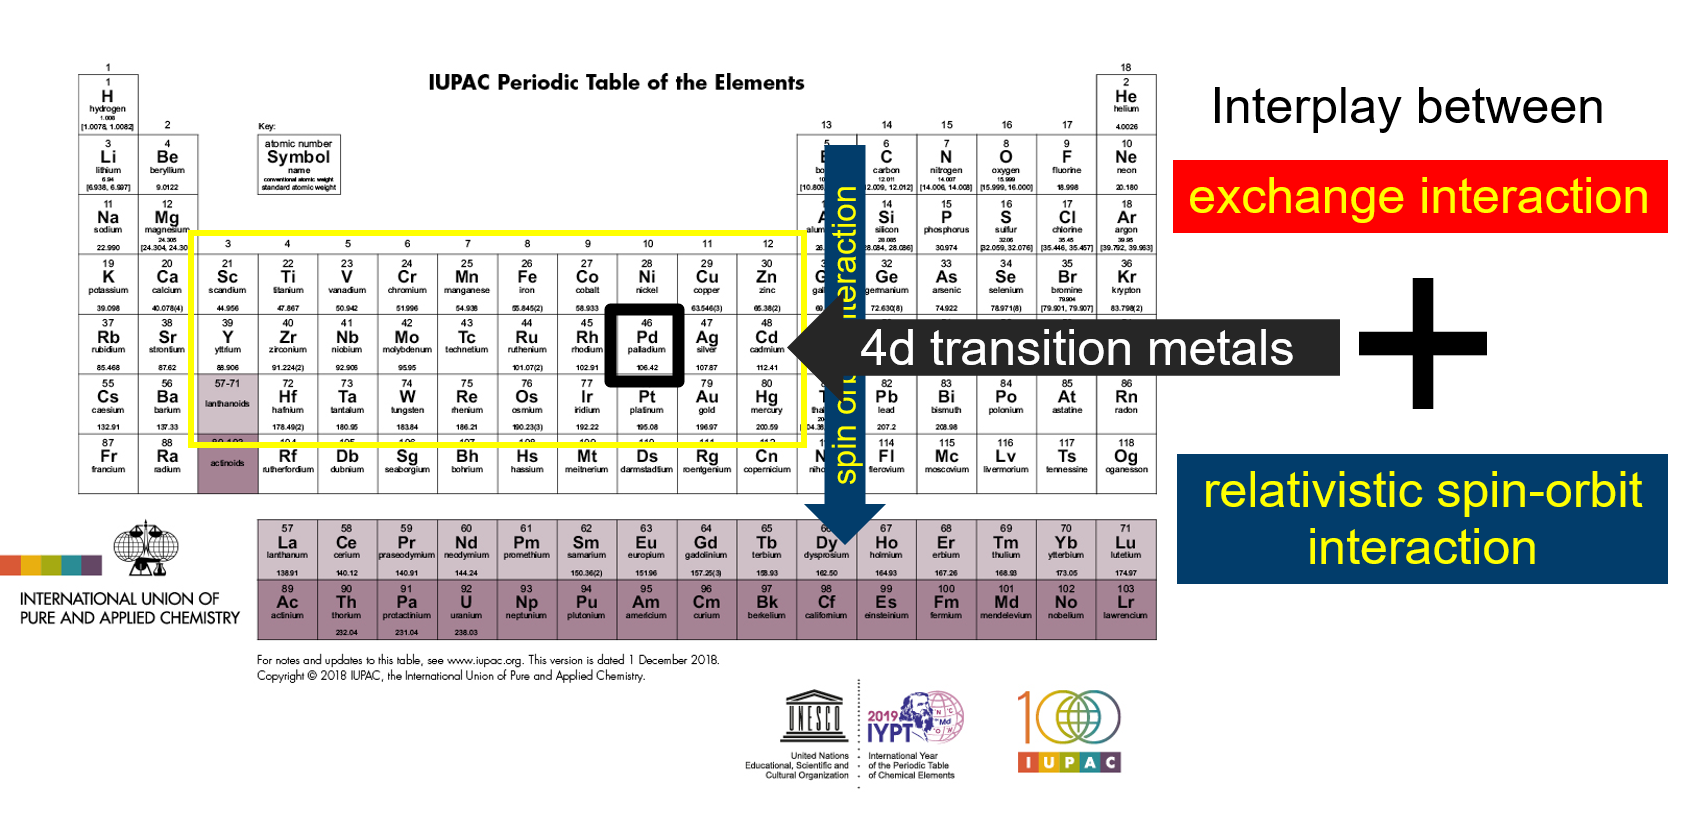 IUPAC Periodic Table of the Elements
Interplay between
exchange interaction
relativistic spin-orbit
interaction
4d transition metals
1
18
1
H
hydrogen
1.008
[1.0078, 1.0082]
2
13
14
15
16
17
2
He
helium
4.0026
Key:
atomic number
Symbol
name
conventional atomic weight
standard atomic weight
3
Li
lithium
6.94
[6.938, 6.997]
4
Be
beryllium
9.0122
5
6
C
carbon
12.011
7
N
nitrogen
14.007
[14.006, 14.008]
8
O
oxygen
15.999
[15.999, 16.000]
9
F
fluorine
18.998
10
Ne
neon
20.180
11
Na
sodium
22.990
12
Mg
magnesium
24.305
14
Si
silicon
28.085
15
P
phosphorus
30.974
16
S
sulfur
32.06
[32.059, 32.076]
17
Cl
chlorine
35.45
[35.446, 35.457]
18
Ar
argon
39.95
[39.792, 39.963]
3 4 5 6 7 8 9 10 11 12
19
K
potassium
39.098
20
Ca
calcium
40.078(4)
21
Sc
scandium
44.956
22
Ti
titanium
47.867
23
V
vanadium
50.942
24
Cr
chromium
51.996
25
Mn
manganese
54.938
26
Fe
iron
55.845(2)
27
Co
cobalt
58.933
28
Ni
nickel
29
Cu
copper
63.546(3)
30
Zn
zinc
65.38(2)
32
Ge
germanium
72.630(8)
33
As
arsenic
74.922
34
Se
selenium
78.971(8)
35
Br
bromine
79.904
[79.901, 79.907]
36
Kr
krypton
83.798(2)
37
Rb
rubidium
85.468
38
Sr
strontium
87.62
39
Y
yttrium
88.906
40
Zr
zirconium
91.224(2)
41
Nb
niobium
92.906
42
Mo
molybdenum
95.95
43
Tc
technetium
44
Ru
ruthenium
101.07(2)
45
Rh
rhodium
102.91
46
Pd
palladium
106.42
47
Ag
silver
107.87
48
Cd
cadmium
112.41
55
Cs
caesium
132.91
56
Ba
barium
137.33
57-71
lanthanoids
72
Hf
hafnium
178.49(2)
73
Ta
tantalum
180.95
74
W
tungsten
183.84
75
Re
rhenium
186.21
76
Os
osmium
190.23(3)
77
Ir
iridium
192.22
Pt
platinum
195.08
79
Au
gold
196.97
80
Hg
mercury
200.59
82
Pb
lead
207.2
83
Bi
bismuth
208.98
84
Po
polonium
85
At
astatine
86
Rn
radon
87
Fr
francium
88
Ra
radium
actinoids
Rf
rutherfordium
Db
dubnium
Sg
seaborgium
Bh
bohrium
Hs
hassium
Mt
meitnerium
Ds
darmstadtium
Rg
roentgenium
Cn
copernicium
114
Fl
flerovium
115
Mc
moscovium
116
Lv
livermorium
117
Ts
tennessine
118
Og
oganesson
57
La
lanthanum
138.91
58
Ce
cerium
140.12
59
Pr
praseodymium
140.91
60
Nd
neodymium
144.24
61
Pm
promethium
62
Sm
samarium
150.36(2)
63
Eu
europium
151.96
64
Gd
gadolinium
157.25(3)
65
Tb
terbium
158.93
Dy
dysprosium
162.50
67
Ho
holmium
164.93
68
Er
erbium
167.26
69
Tm
thulium
168.93
70
Yb
ytterbium
173.05
71
Lu
lutetium
174.97
89
Ac
actinium
90
Th
thorium
232.04
91
Pa
protactinium
231.04
92
U
uranium
238.03
93
Np
neptunium
94
Pu
plutonium
95
Am
americium
96
Cm
curium
97
Bk
berkelium
98
Cf
californium
99
Es
einsteinium
100
Fm
fermium
101
Md
mendelevium
102
No
nobelium
103
Lr
lawrencium
INTERNATIONAL UNION OF
PURE AND APPLIED CHEMISTRY
For notes and updates to this table, see www.iupac.org. This version is dated 1 December 2018.
Copyright © 2018 IUPAC, the International Union of Pure and Applied Chemistry.
UNESCO
United Nations
Educational, Scientific and
Cultural Organization
2019
IYPT
International Year
of the Periodic Table
of Chemical Elements
100
IUPAC